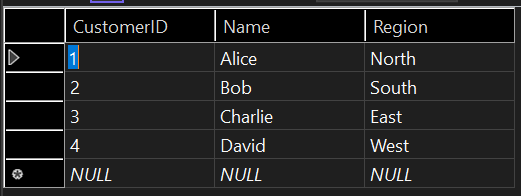 CustomerID Name Region
1 Alice North
2 Bob South
3 Charlie East
4 David West
NULL NULL NULL